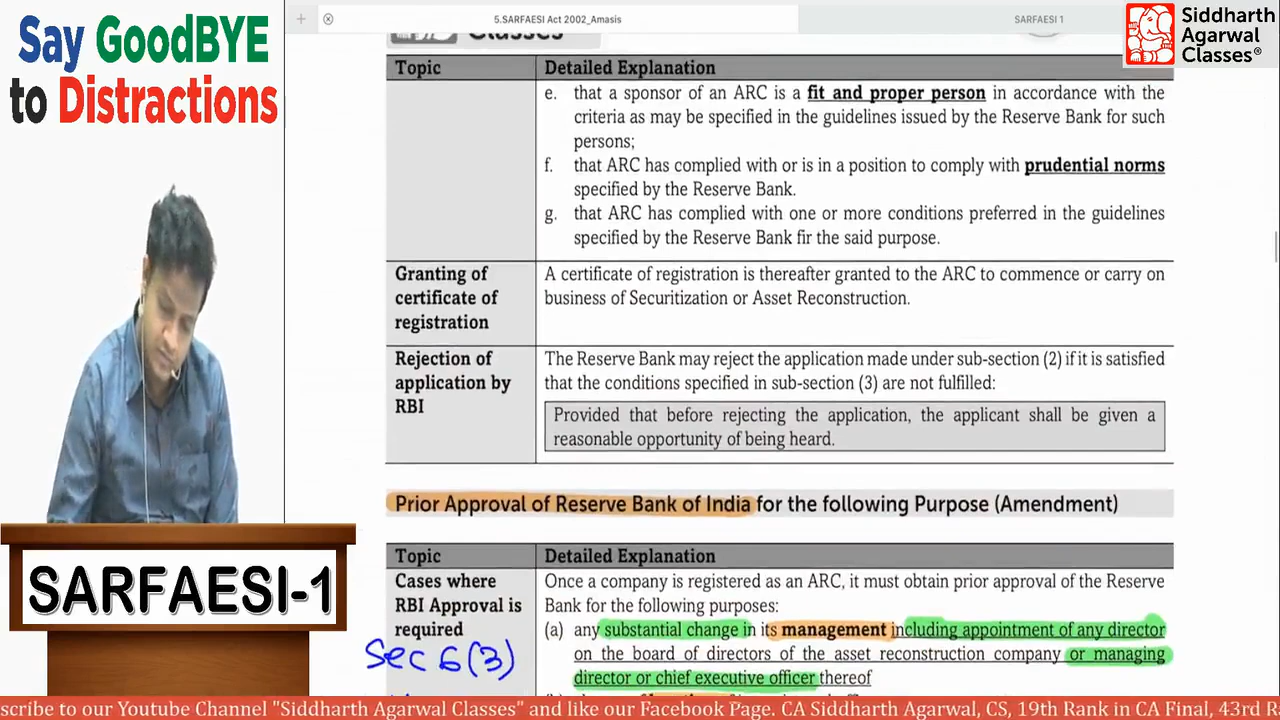 Say GoodBYE
to Distractions
5.SARFAESI Act 2002_Amasis
SARFAESI 1
Siddharth
Agarwal
Classes®
Classes
Topic
Detailed Explanation
e. that a sponsor of an ARC is a fit and proper person in accordance with the
criteria as may be specified in the guidelines issued by the Reserve Bank for such
persons;
f. that ARC has complied with or is in a position to comply with prudential norms
specified by the Reserve Bank.
g. that ARC has complied with one or more conditions preferred in the guidelines
specified by the Reserve Bank fir the said purpose.
Granting of
certificate of
registration
A certificate of registration is thereafter granted to the ARC to commence or carry on
business of Securitization or Asset Reconstruction.
Rejection of
application by
RBI
The Reserve Bank may reject the application made under sub-section (2) if it is satisfied
that the conditions specified in sub-section (3) are not fulfilled:
Provided that before rejecting the application, the applicant shall be given a
reasonable opportunity of being heard.
Prior Approval of Reserve Bank of India for the following Purpose (Amendment)
Topic
Detailed Explanation
Cases where
RBI Approval is
required
Sec 6(3)
Once a company is registered as an ARC, it must obtain prior approval of the Reserve
Bank for the following purposes:
(a) any substantial change in its management including appointment of any director
on the board of directors of the asset reconstruction company or managing
director or chief executive officer thereof
SARFAESI-1
scribe to our Youtube Channel "Siddharth Agarwal Classes" and like our Facebook Page. CA Siddharth Agarwal, CS, 19th Rank in CA Final, 43rd R